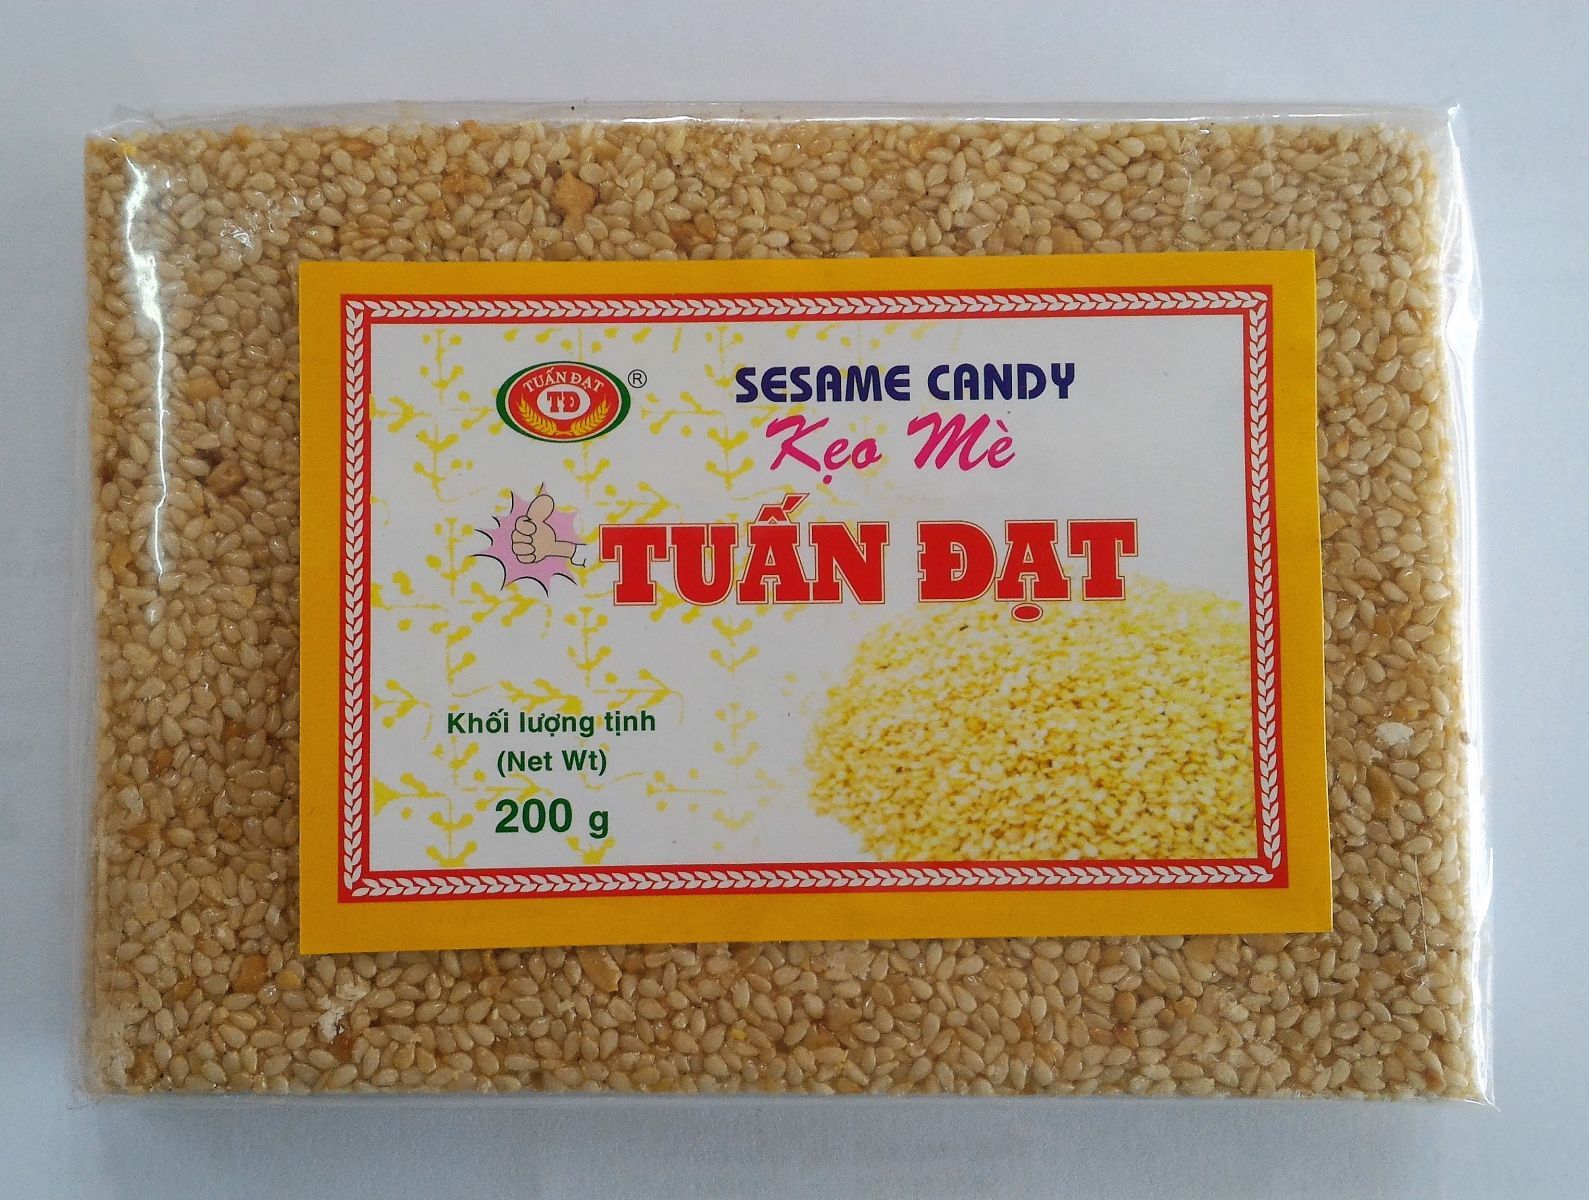 TUẤN ĐẠT
TĐ
®
SESAME CANDY
Kẹo Mè
TUẤN ĐẠT
Khối lượng tịnh
(Net Wt)
200 g